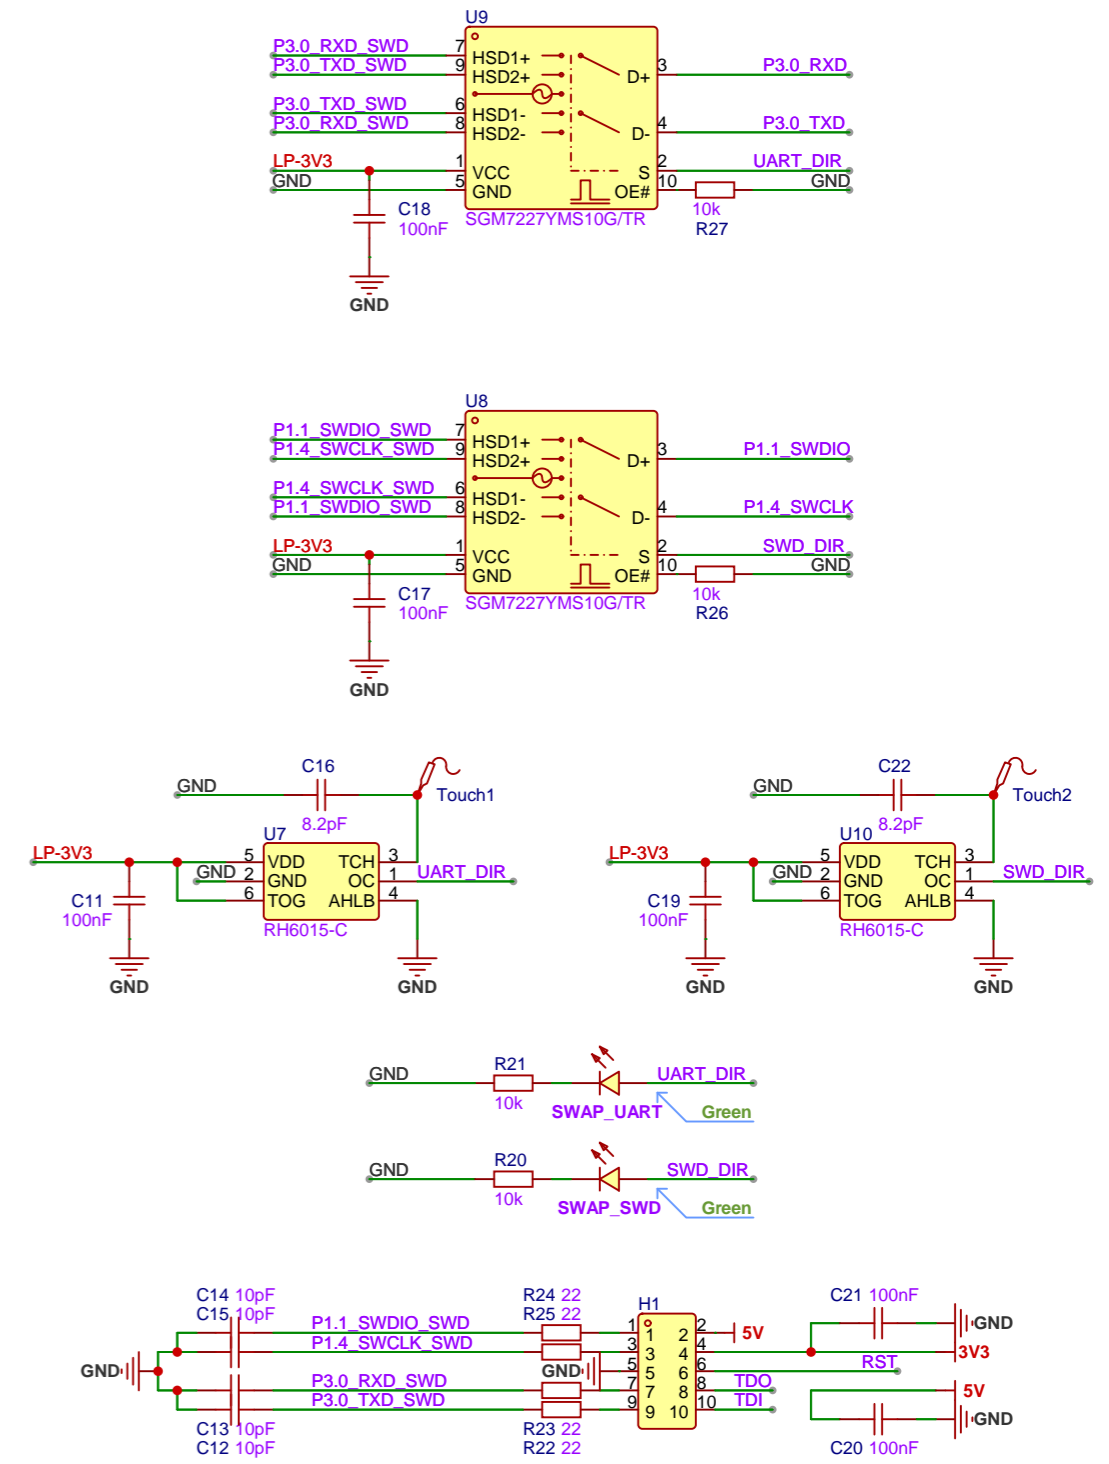 U9
P3.0_RXD_SWD 7 HSD1+
P3.0_TXD_SWD 9 HSD2+ D+ 3 P3.0_RXD
P3.0_TXD_SWD 6 HSD1-
P3.0_RXD_SWD 8 HSD2- D- 4 P3.0_TXD
LP-3V3 1 VCC S 2 UART_DIR
GND 5 GND OE# 10 GND
C18 SGM7227YMS10G/TR 10k
100nF R27
GND
U8
P1.1_SWDIO_SWD 7 HSD1+
P1.4_SWCLK_SWD 9 HSD2+ D+ 3 P1.1_SWDIO
P1.4_SWCLK_SWD 6 HSD1-
P1.1_SWDIO_SWD 8 HSD2- D- 4 P1.4_SWCLK
LP-3V3 1 VCC S 2 SWD_DIR
GND 5 GND OE# 10 GND
C17 SGM7227YMS10G/TR 10k
100nF R26
GND
C16
GND Touch1
8.2pF
U7
LP-3V3 5 VDD TCH 3
GND 2 GND OC 1 UART_DIR
C11 6 TOG AHLB 4
100nF RH6015-C
GND GND
C22
GND Touch2
8.2pF
U10
LP-3V3 5 VDD TCH 3
GND 2 GND OC 1 SWD_DIR
C19 6 TOG AHLB 4
100nF RH6015-C
GND GND
GND R21 UART_DIR
10k SWAP_UART Green
GND R20 SWD_DIR
10k SWAP_SWD Green
C14 10pF R24 22 C21 100nF
C15 10pF R25 22 H1
P1.1_SWDIO_SWD 1 1 2 2 5V GND
P1.4_SWCLK_SWD 3 3 4 4 3V3
GND GND 5 5 6 6 RST
P3.0_RXD_SWD 7 7 8 8 TDO 5V
P3.0_TXD_SWD 9 9 10 10 TDI GND
C13 10pF R23 22
C12 10pF R22 22 C20 100nF